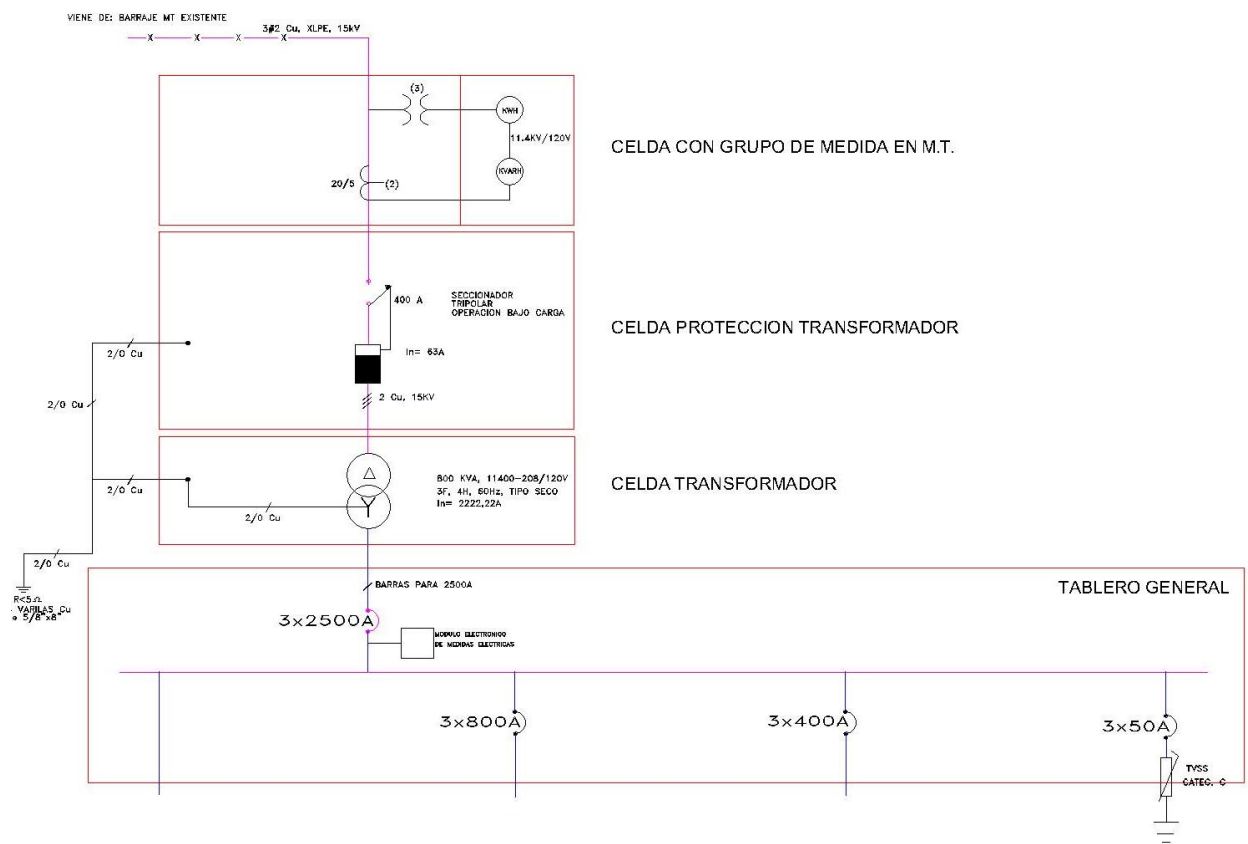 VIENE DE: BARRAJE MT EXISTENTE
3#2 Cu, XLPE, 15kV
X X X X
(3)
KWH
11.4KV/120V
KVARH
20/5
(2)
CELDA CON GRUPO DE MEDIDA EN M.T.
400 A
SECCIONADOR
TRIPOLAR
OPERACION BAJO CARGA
In= 63A
2 Cu, 15KV
CELDA PROTECCION TRANSFORMADOR
2/0 Cu
2/0 Cu
2/0 Cu
2/0 Cu
2/0 Cu
800 KVA, 11400-208/120V
3F, 4H, 60Hz, TIPO SECO
In= 2222,22A
CELDA TRANSFORMADOR
R<5Ω
VARILAS Cu
5/8"x8"
BARRAS PARA 2500A
TABLERO GENERAL
3x2500A
MODULO ELECTRONICO
DE MEDIDAS ELECTRICAS
3x800A
3x400A
3x50A
TVSS
CATEG. C